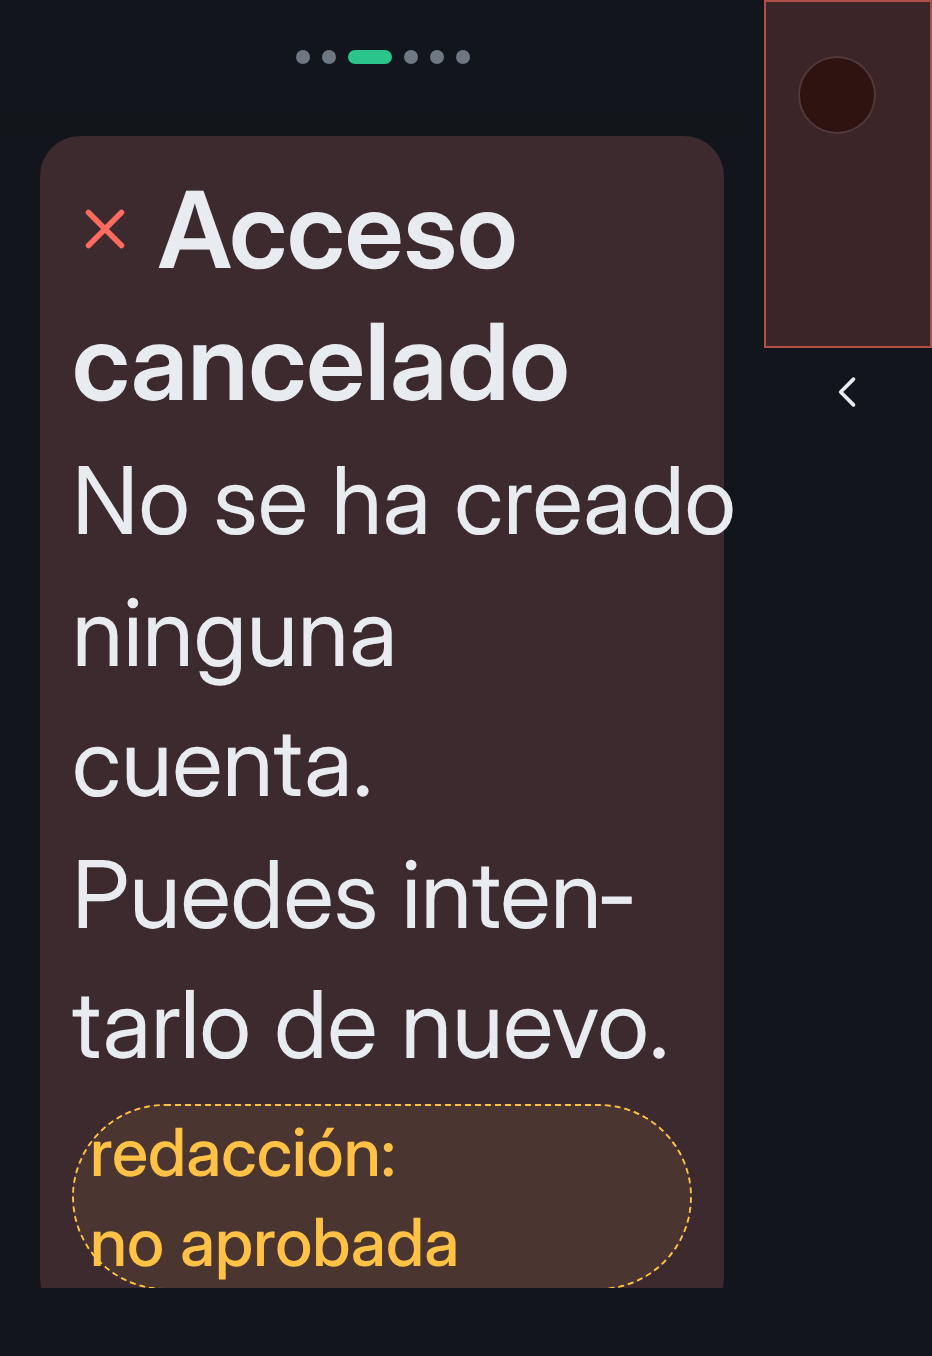 Acceso
cancelado
No se ha creado
ninguna
cuenta.
Puedes inten-
tarlo de nuevo.
redacción:
no aprobada